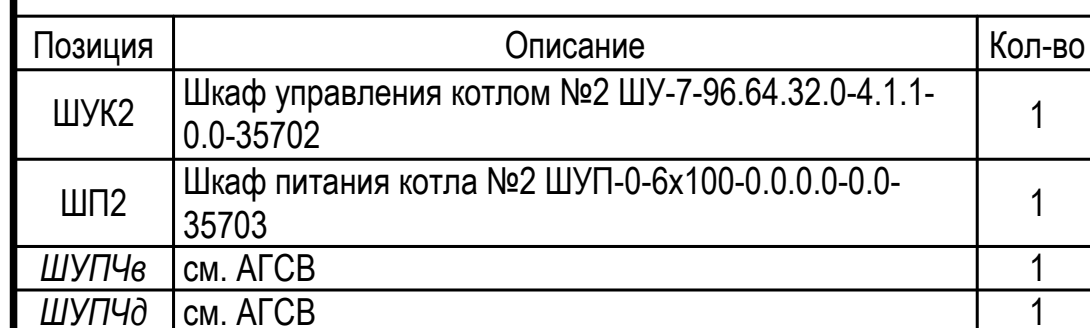 Позиция Описание Кол-во
ШУК2 Шкаф управления котлом №2 ШУ-7-96.64.32.0-4.1.1- 1
0.0-35702
ШП2 Шкаф питания котла №2 ШУП-0-6х100-0.0.0.0-0.0- 1
35703
ШУПЧв см. АГСВ 1
ШУПЧд см. АГСВ 1